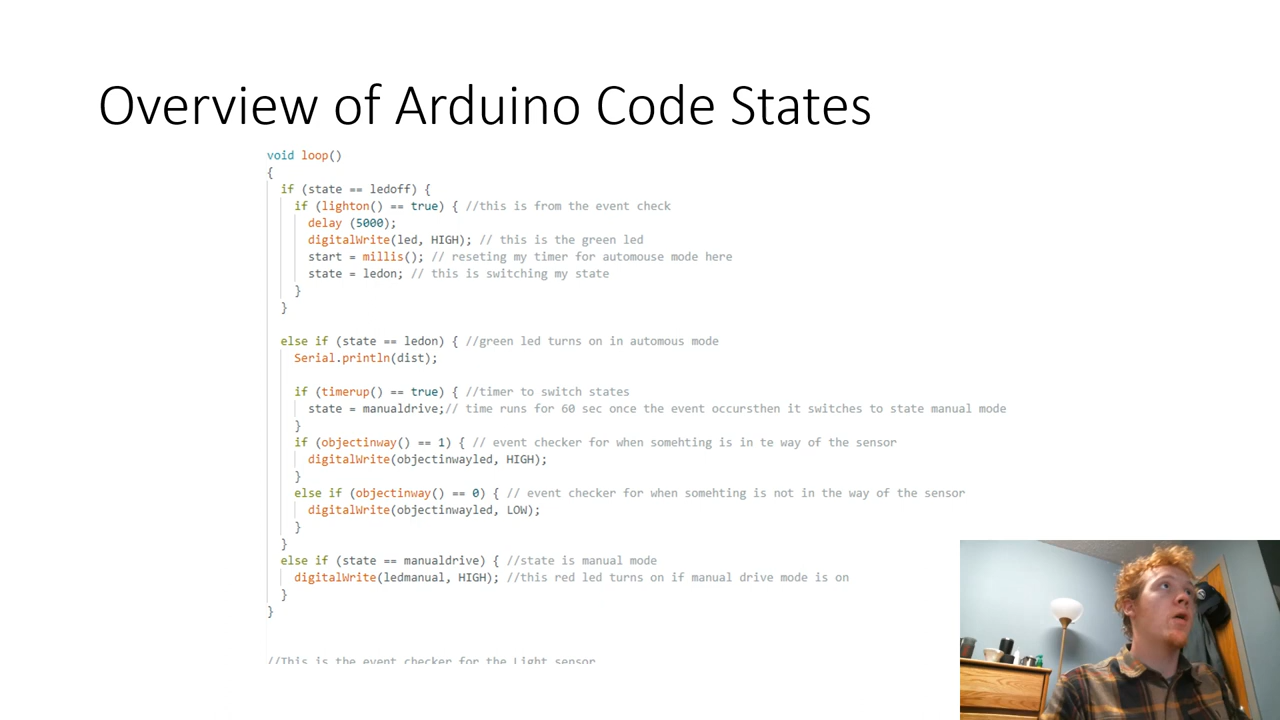 Overview of Arduino Code States
void loop()
{
if (state == ledoff) {
if (lighton() == true) { //this is from the event check
delay (5000);
digitalWrite(led, HIGH); // this is the green led
start = millis(); // reseting my timer for automouse mode here
state = ledon; // this is switching my state
}
}
else if (state == ledon) { //green led turns on in automous mode
Serial.println(dist);
if (timerup() == true) { //timer to switch states
state = manualdrive;// time runs for 60 sec once the event occursthen it switches to state manual mode
}
if (objectinway() == 1) { // event checker for when somehting is in te way of the sensor
digitalWrite(objectinwayled, HIGH);
}
else if (objectinway() == 0) { // event checker for when somehting is not in the way of the sensor
digitalWrite(objectinwayled, LOW);
}
}
else if (state == manualdrive) { //state is manual mode
digitalWrite(ledmanual, HIGH); //this red led turns on if manual drive mode is on
}
}
//This is the event checker for the Light sensor